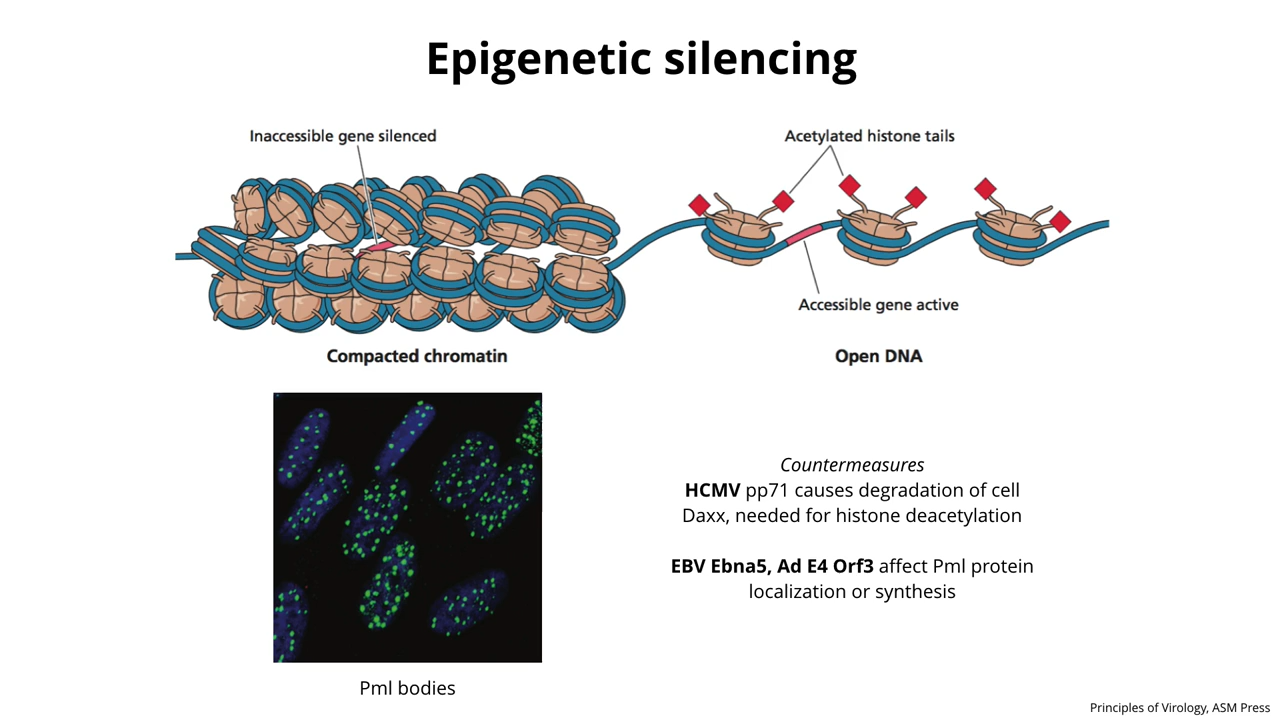 Epigenetic silencing
Inaccessible gene silenced
Acetylated histone tails
Accessible gene active
Compacted chromatin
Open DNA
Countermeasures
HCMV pp71 causes degradation of cell
Daxx, needed for histone deacetylation
EBV Ebna5, Ad E4 Orf3 affect Pml protein
localization or synthesis
Pml bodies
Principles of Virology, ASM Press